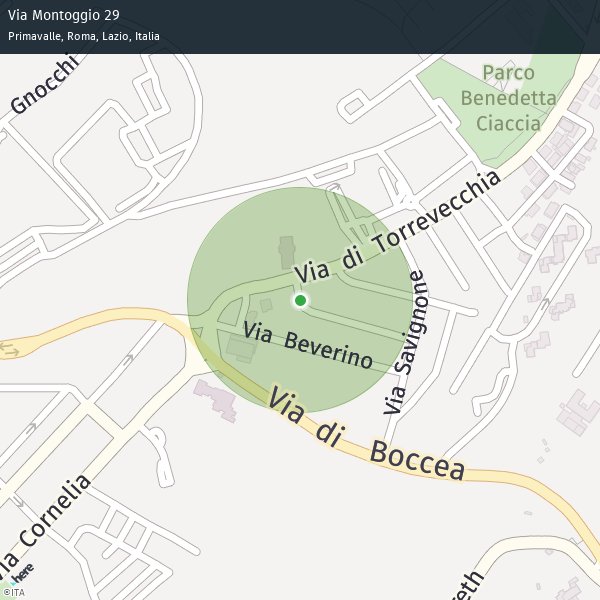 Via Montoggio 29
Primavalle, Roma, Lazio, Italia
Gnocchi
Parco
Benedetta
Ciaccia
Via di Torrevecchia
Via Beverino
Via Savignone
Via di Boccea
Via Cornelia
eth
here
©ITA